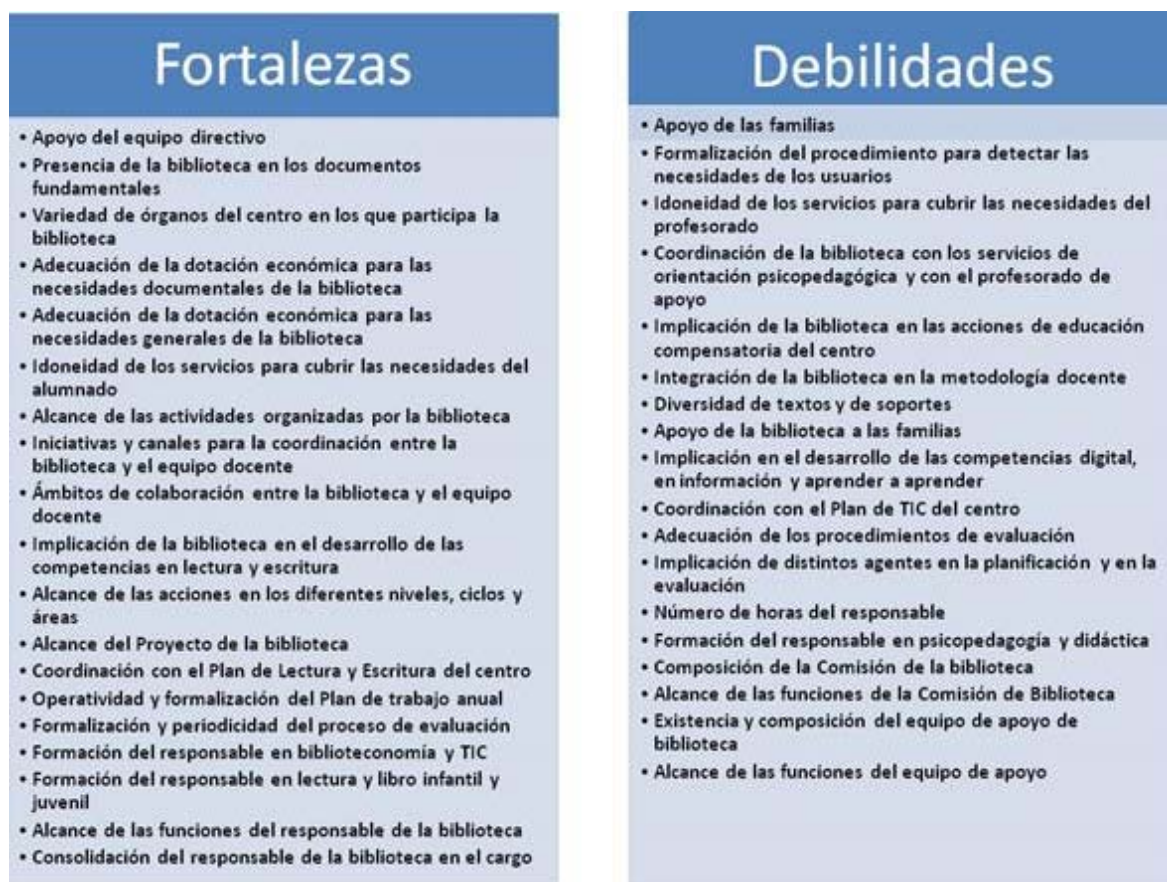 Fortalezas
• Apoyo del equipo directivo
• Presencia de la biblioteca en los documentos
fundamentales
• Variedad de órganos del centro en los que participa la
biblioteca
• Adecuación de la dotación económica para las
necesidades documentales de la biblioteca
• Adecuación de la dotación económica para las
necesidades generales de la biblioteca
• Idoneidad de los servicios para cubrir las necesidades del
alumnado
• Alcance de las actividades organizadas por la biblioteca
• Iniciativas y canales para la coordinación entre la
biblioteca y el equipo docente
• Ámbitos de colaboración entre la biblioteca y el equipo
docente
• Implicación de la biblioteca en el desarrollo de las
competencias en lectura y escritura
• Alcance de las acciones en los diferentes niveles, ciclos y
áreas
• Alcance del Proyecto de la biblioteca
• Coordinación con el Plan de Lectura y Escritura del centro
• Operatividad y formalización del Plan de trabajo anual
• Formalización y periodicidad del proceso de evaluación
• Formación del responsable en biblioteconomía y TIC
• Formación del responsable en lectura y libro infantil y
juvenil
• Alcance de las funciones del responsable de la biblioteca
• Consolidación del responsable de la biblioteca en el cargo
Debilidades
• Apoyo de las familias
• Formalización del procedimiento para detectar las
necesidades de los usuarios
• Idoneidad de los servicios para cubrir las necesidades del
profesorado
• Coordinación de la biblioteca con los servicios de
orientación psicopedagógica y con el profesorado de
apoyo
• Implicación de la biblioteca en las acciones de educación
compensatoria del centro
• Integración de la biblioteca en la metodología docente
• Diversidad de textos y de soportes
• Apoyo de la biblioteca a las familias
• Implicación en el desarrollo de las competencias digital,
en información y aprender a aprender
• Coordinación con el Plan de TIC del centro
• Adecuación de los procedimientos de evaluación
• Implicación de distintos agentes en la planificación y en la
evaluación
• Número de horas del responsable
• Formación del responsable en psicopedagogía y didáctica
• Composición de la Comisión de la biblioteca
• Alcance de las funciones de la Comisión de Biblioteca
• Existencia y composición del equipo de apoyo de
biblioteca
• Alcance de las funciones del equipo de apoyo